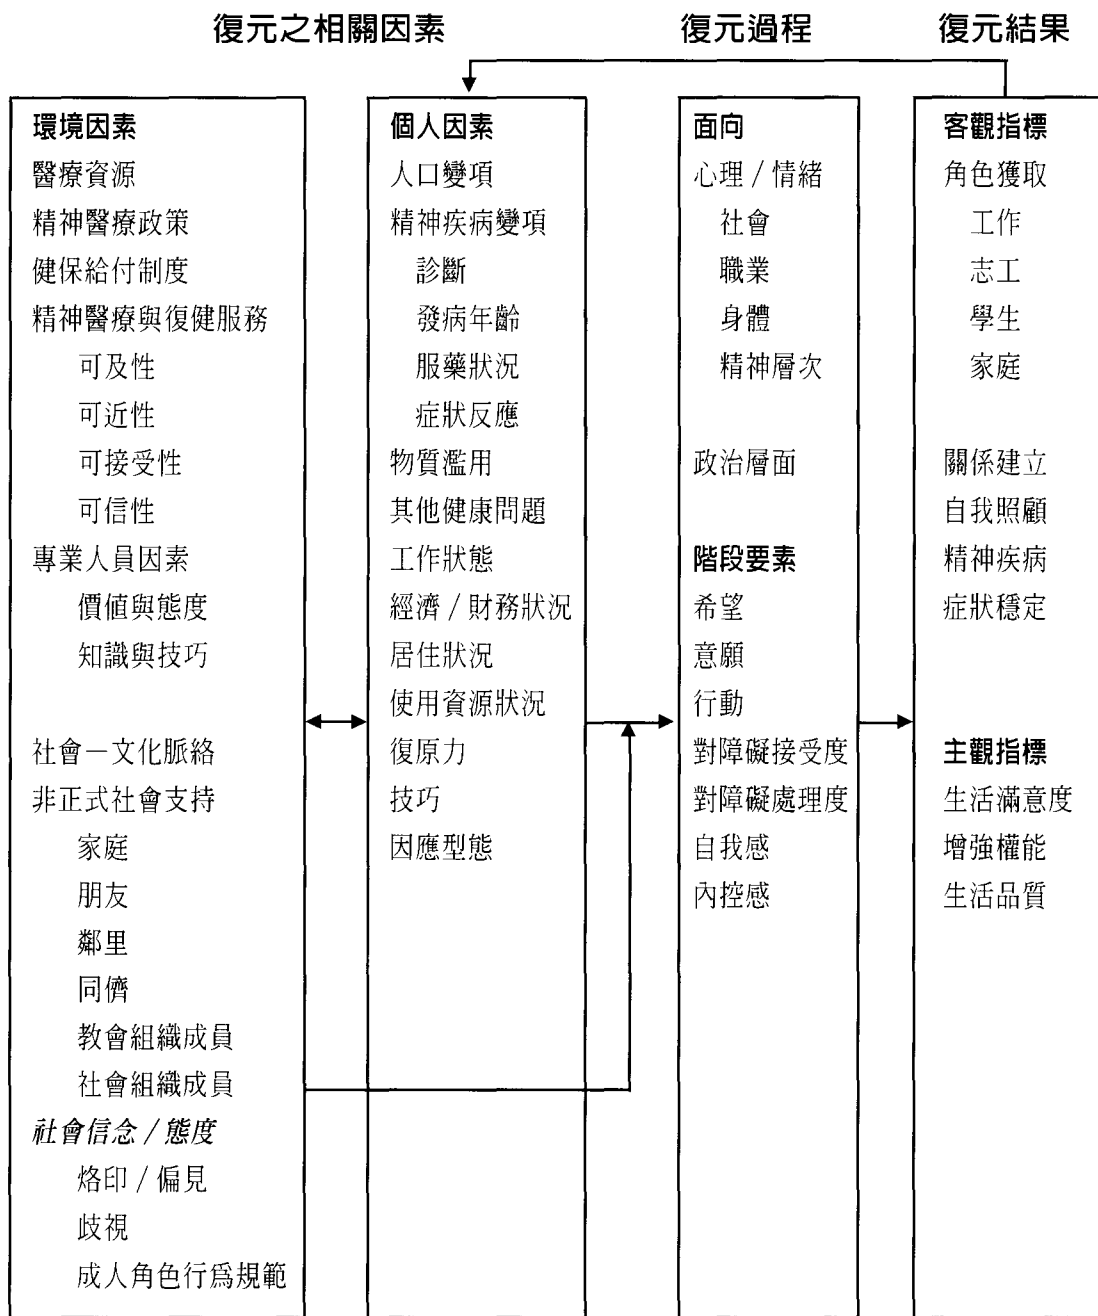 復元之相關因素
復元過程
復元結果
環境因素
醫療資源
精神醫療政策
健保給付制度
精神醫療與復健服務
可及性
可近性
可接受性
可信性
專業人員因素
價值與態度
知識與技巧
社會－文化脈絡
非正式社會支持
家庭
朋友
鄰里
同儕
教會組織成員
社會組織成員
社會信念／態度
烙印／偏見
歧視
成人角色行爲規範
個人因素
人口變項
精神疾病變項
診斷
發病年齡
服藥狀況
症狀反應
物質濫用
其他健康問題
工作狀態
經濟／財務狀況
居住狀況
使用資源狀況
復原力
技巧
因應型態
面向
心理／情緒
社會
職業
身體
精神層次
政治層面
階段要素
希望
意願
行動
對障礙接受度
對障礙處理度
自我感
內控感
客觀指標
角色獲取
工作
志工
學生
家庭
關係建立
自我照顧
精神疾病
症狀穩定
主觀指標
生活滿意度
增強權能
生活品質